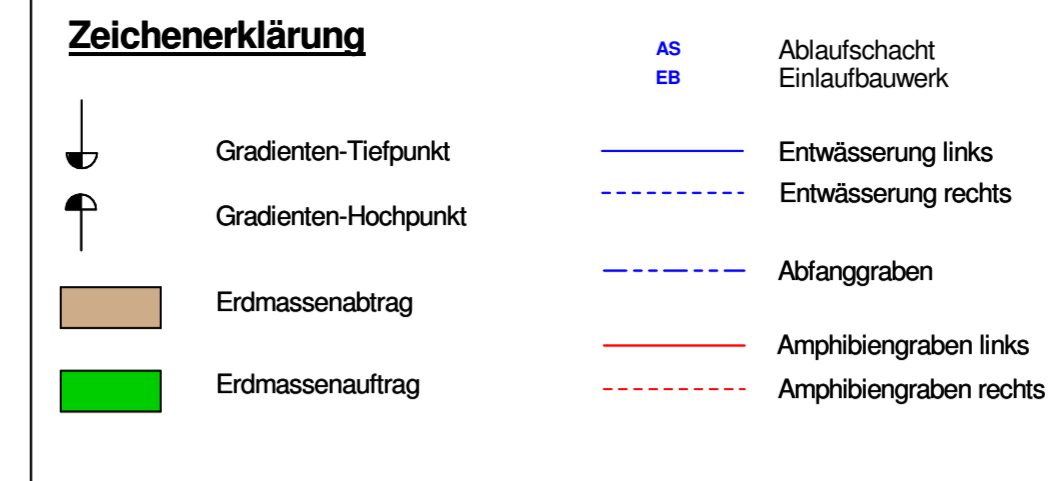 Zeichenerklärung
Gradienten-Tiefpunkt
Gradienten-Hochpunkt
Erdmassenabtrag
Erdmassenauftrag
AS Ablaufschacht
EB Einlaufbauwerk
Entwässerung links
Entwässerung rechts
Abfanggraben
Amphibiengraben links
Amphibiengraben rechts